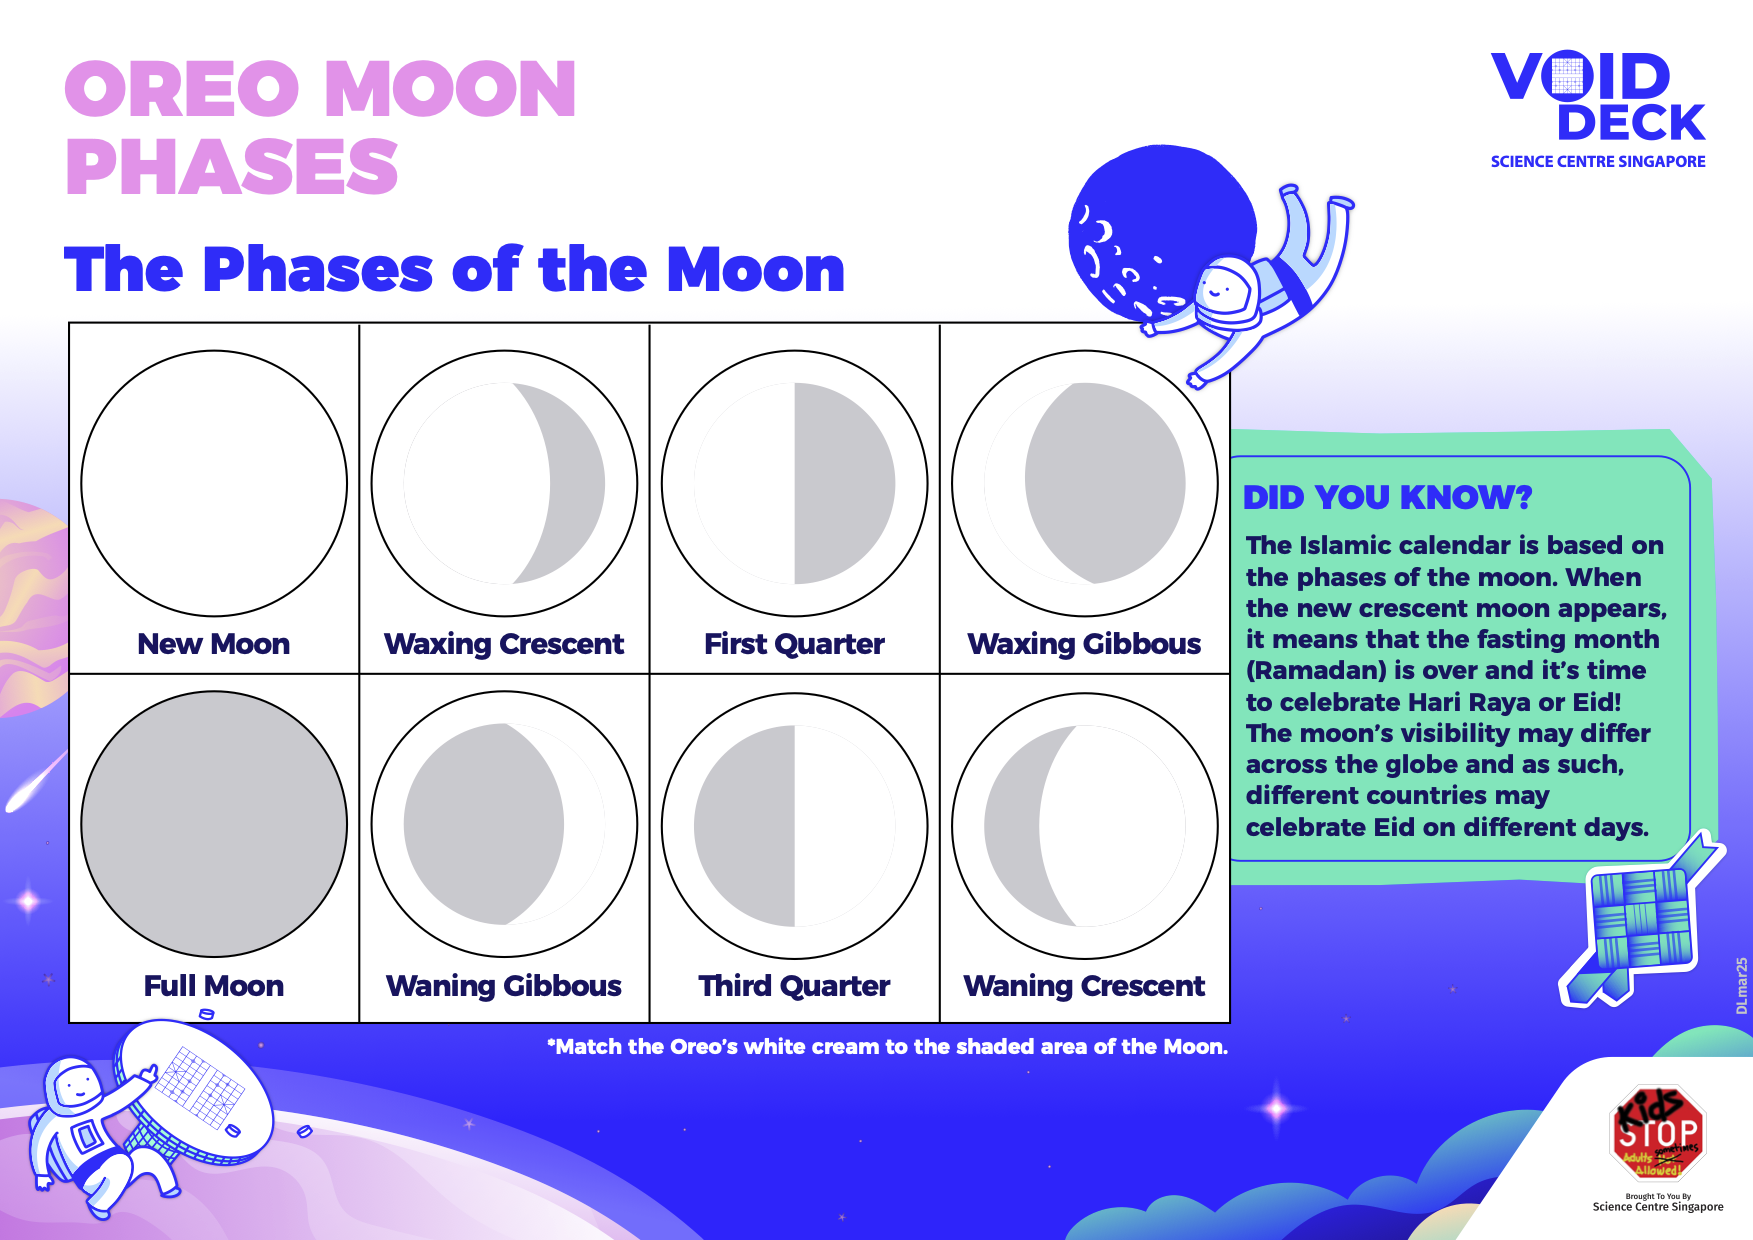 OREO MOON
PHASES
VOID
DECK
SCIENCE CENTRE SINGAPORE
The Phases of the Moon
New Moon
Waxing Crescent
First Quarter
Waxing Gibbous
Full Moon
Waning Gibbous
Third Quarter
Waning Crescent
*Match the Oreo's white cream to the shaded area of the Moon.
DID YOU KNOW?
The Islamic calendar is based on
the phases of the moon. When
the new crescent moon appears,
it means that the fasting month
(Ramadan) is over and it's time
to celebrate Hari Raya or Eid!
The moon's visibility may differ
across the globe and as such,
different countries may
celebrate Eid on different days.
DLmar25
Kids
STOP
sometimes
Adults
Allowed!
Brought To You By
Science Centre Singapore